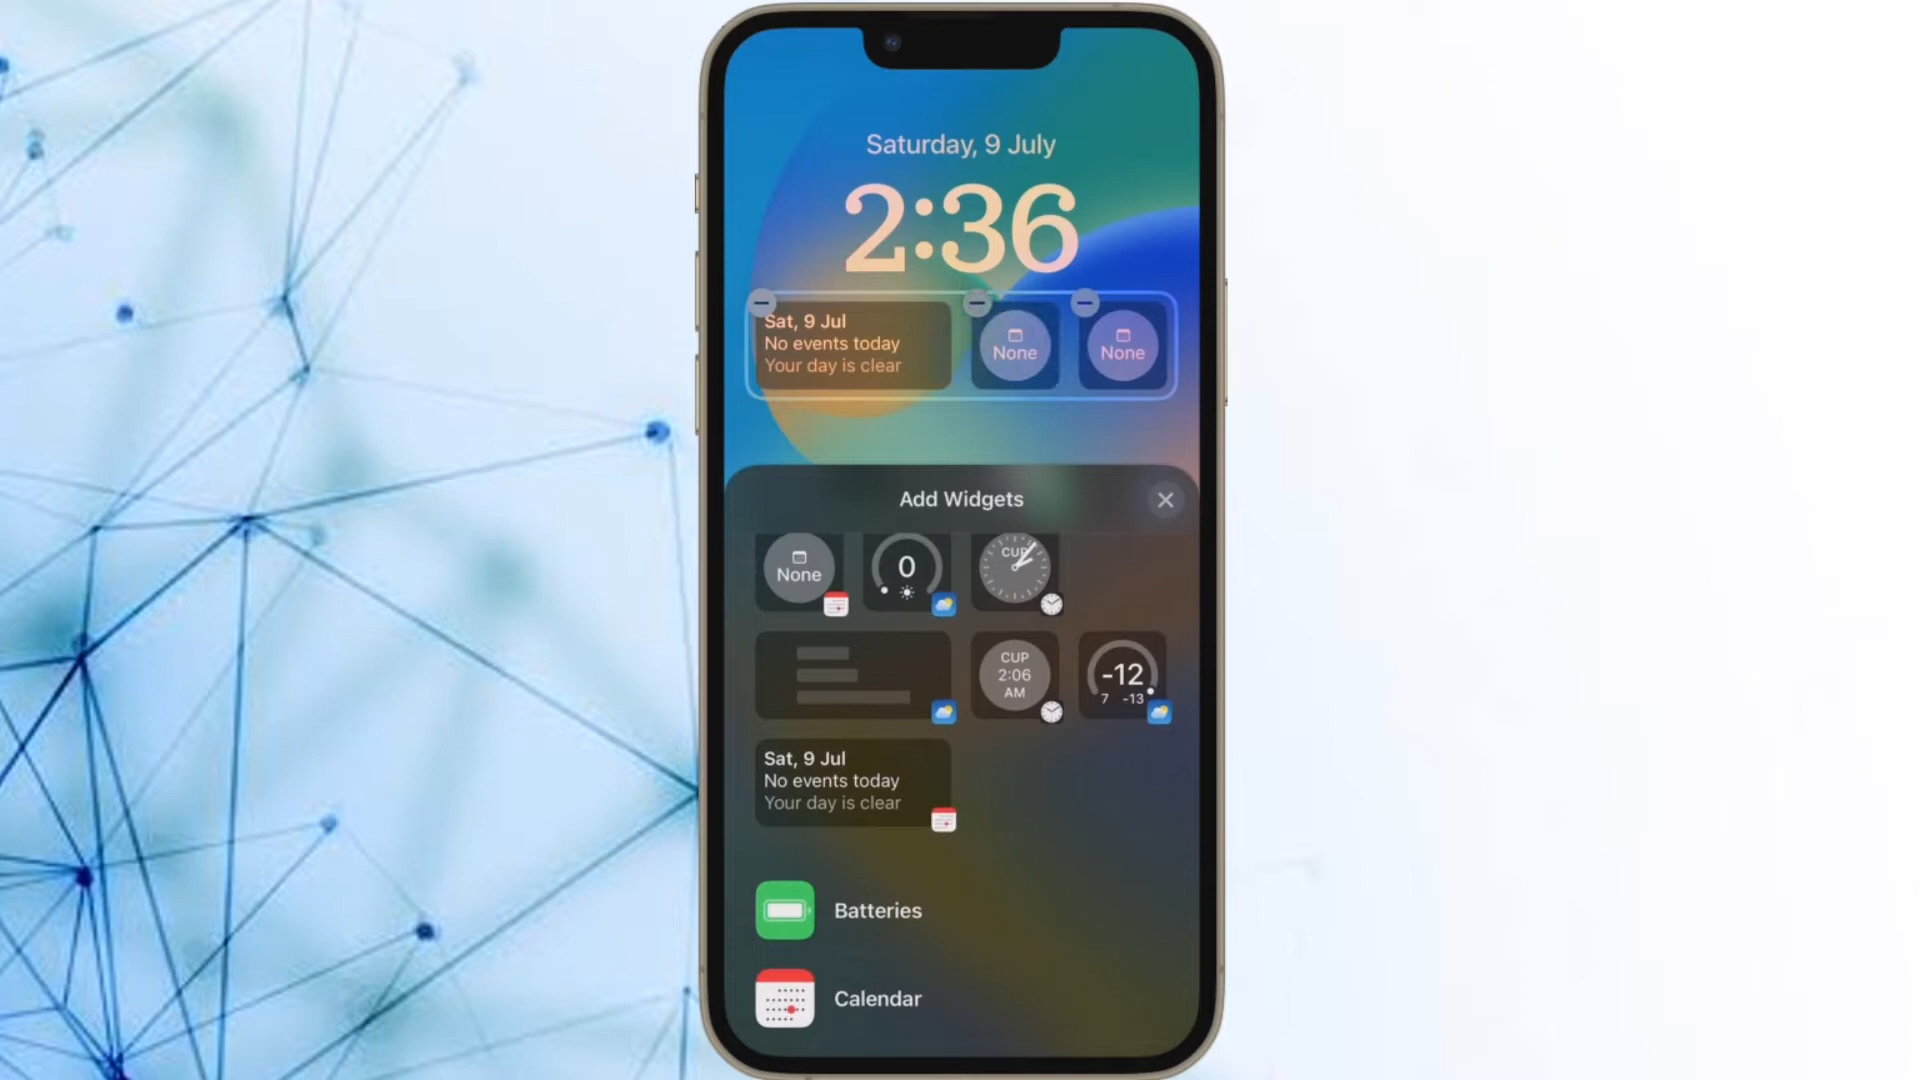 Saturday, 9 July
2:36
Sat, 9 Jul
No events today
Your day is clear
None
None
Add Widgets
None
0
CUP
CUP
2:06
AM
-12
7 -13
Sat, 9 Jul
No events today
Your day is clear
Batteries
Calendar